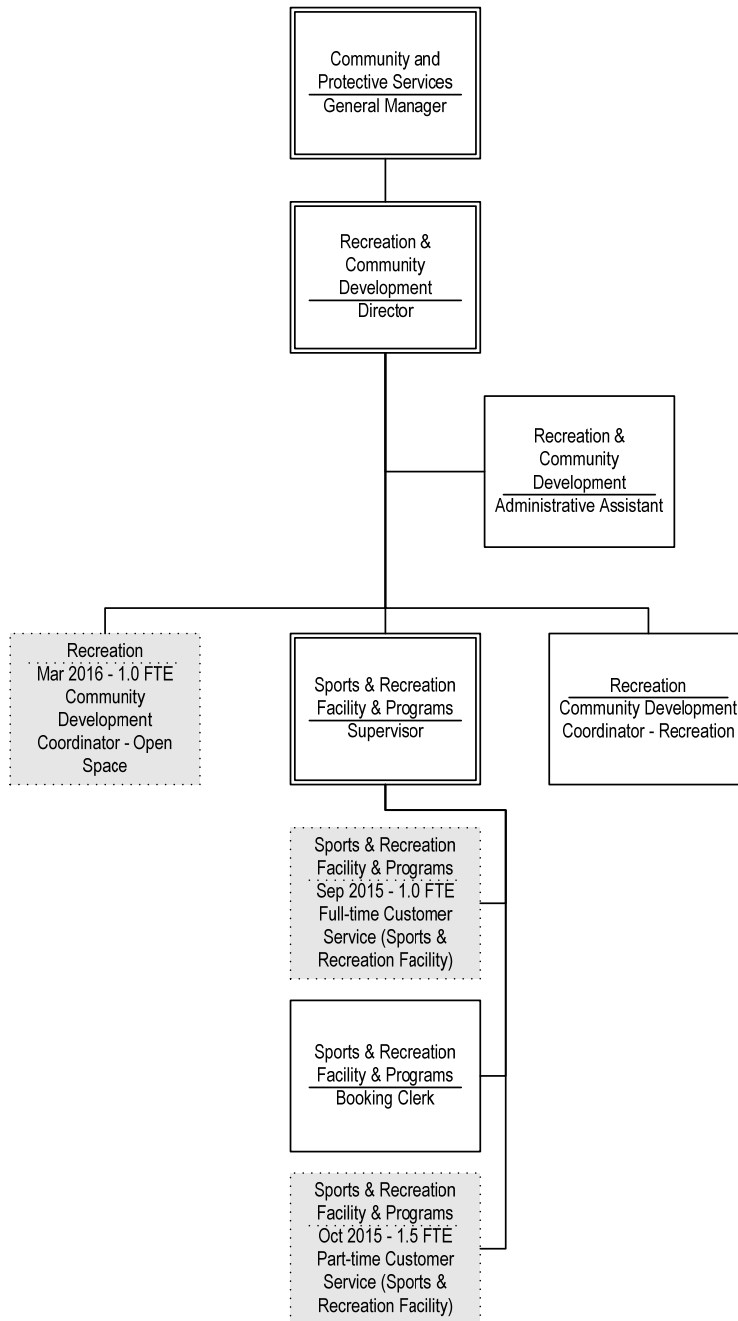 Community and
Protective Services
General Manager
Recreation &
Community
Development
Director
Recreation &
Community
Development
Administrative Assistant
Recreation
Mar 2016 - 1.0 FTE
Community
Development
Coordinator - Open
Space
Sports & Recreation
Facility & Programs
Supervisor
Recreation
Community Development
Coordinator - Recreation
Sports & Recreation
Facility & Programs
Sep 2015 - 1.0 FTE
Full-time Customer
Service (Sports &
Recreation Facility)
Sports & Recreation
Facility & Programs
Booking Clerk
Sports & Recreation
Facility & Programs
Oct 2015 - 1.5 FTE
Part-time Customer
Service (Sports &
Recreation Facility)